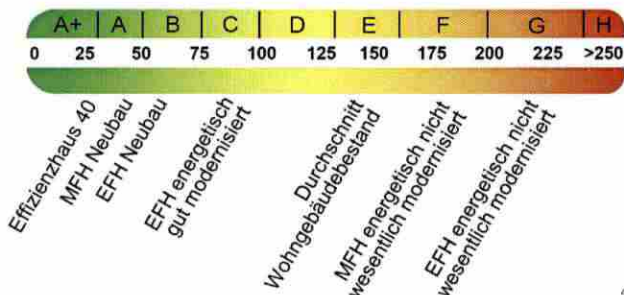 A+ A B C D E F G H
0 25 50 75 100 125 150 175 200 225 >250
Effizienzhaus 40
MFH Neubau
EFH Neubau
EFH energetisch
gut modernisiert
Durchschnitt
Wohngebäudebestand
MFH energetisch nicht
wesentlich modernisiert
EFH energetisch nicht
wesentlich modernisiert